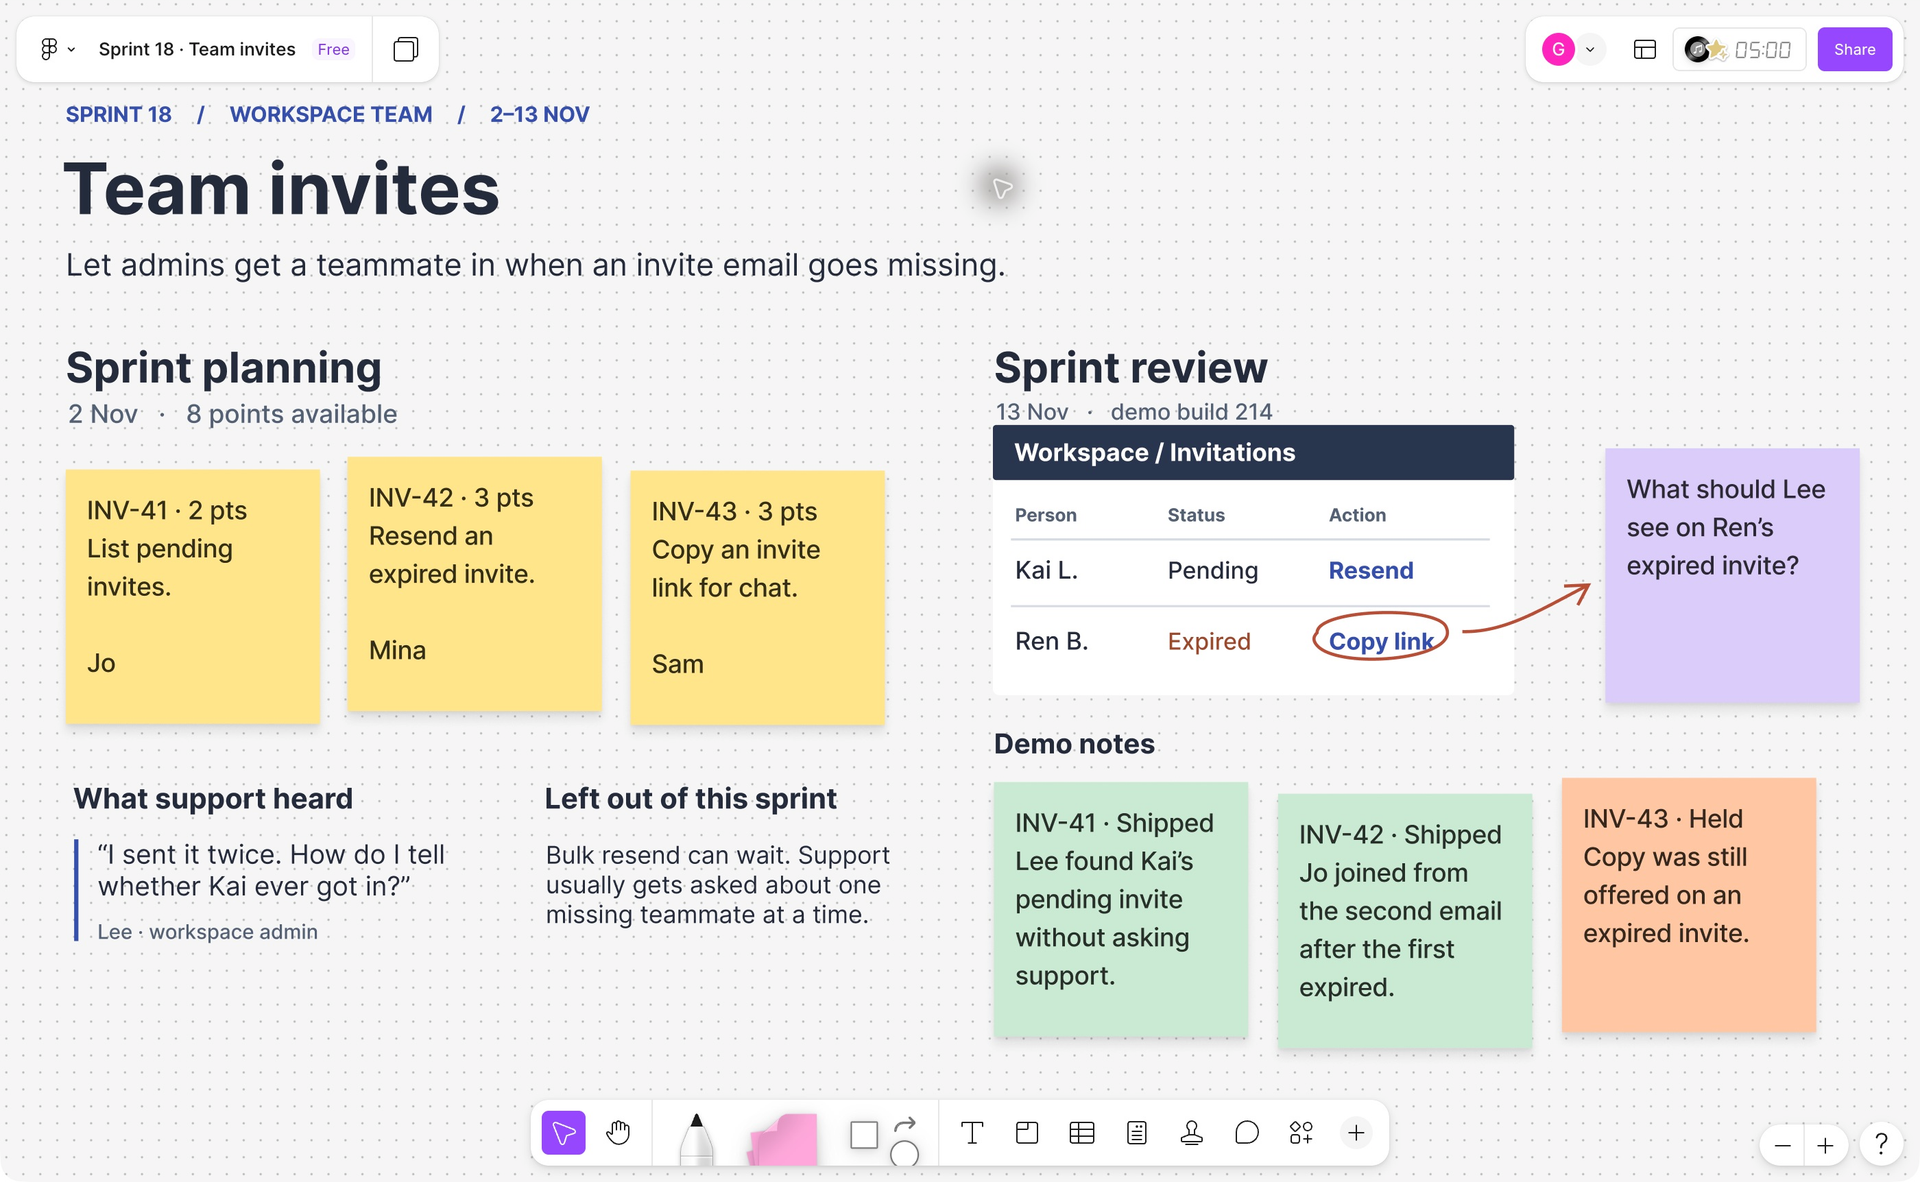 Sprint 18 · Team invites Free
G
05:00
Share
SPRINT 18 / WORKSPACE TEAM / 2–13 NOV
Team invites
Let admins get a teammate in when an invite email goes missing.
Sprint planning
2 Nov · 8 points available
INV-41 · 2 pts
List pending
invites.
Jo
INV-42 · 3 pts
Resend an
expired invite.
Mina
INV-43 · 3 pts
Copy an invite
link for chat.
Sam
What support heard
“I sent it twice. How do I tell
whether Kai ever got in?”
Lee · workspace admin
Left out of this sprint
Bulk resend can wait. Support
usually gets asked about one
missing teammate at a time.
Sprint review
13 Nov · demo build 214
Workspace / Invitations
Person Status Action
Kai L. Pending Resend
Ren B. Expired Copy link
What should Lee
see on Ren’s
expired invite?
Demo notes
INV-41 · Shipped
Lee found Kai’s
pending invite
without asking
support.
INV-42 · Shipped
Jo joined from
the second email
after the first
expired.
INV-43 · Held
Copy was still
offered on an
expired invite.
?